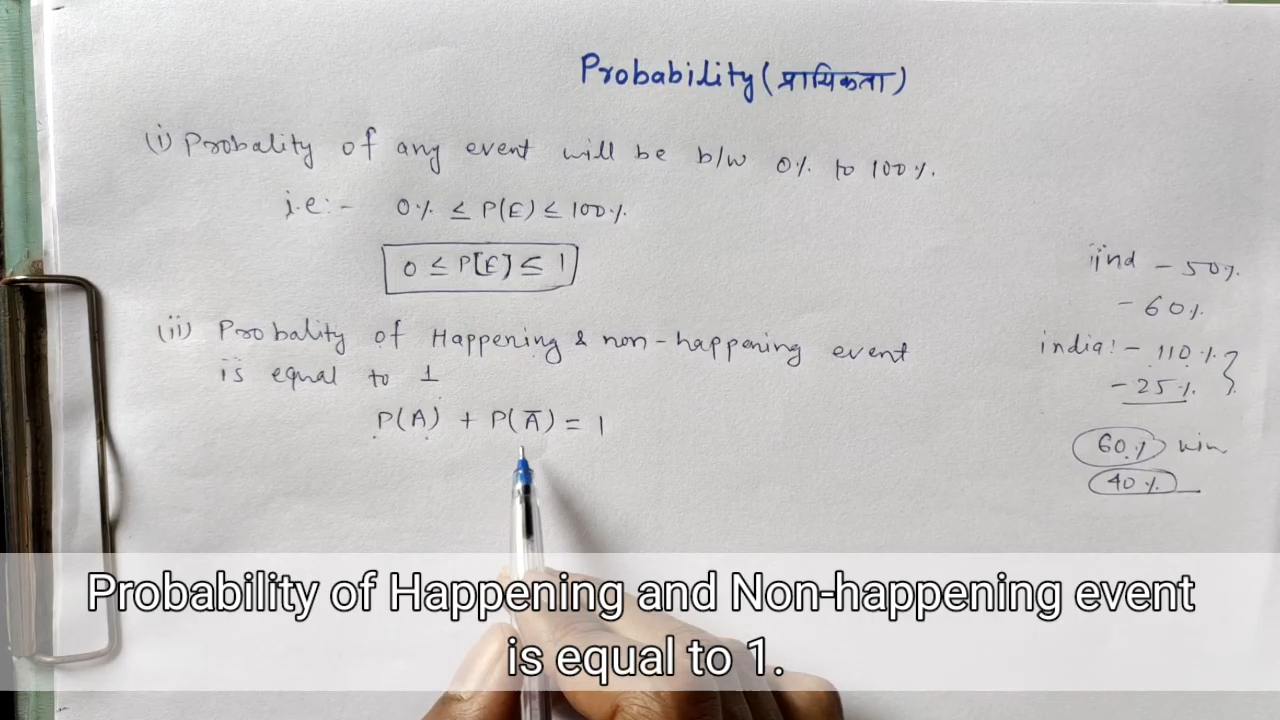 Probability (प्रायिकता)
(i) Probality of any event will be b/w 0% to 100%.
i.e:- 0% ≤ P(E) ≤ 100%.
0 ≤ P[E] ≤ 1
(ii) Probality of Happening & non-happening event
is equal to 1
P(A) + P(A̅) = 1
iind - 50%.
- 60%
india:- 110%
- 25%
60% win
40%
Probability of Happening and Non-happening event
is equal to 1.